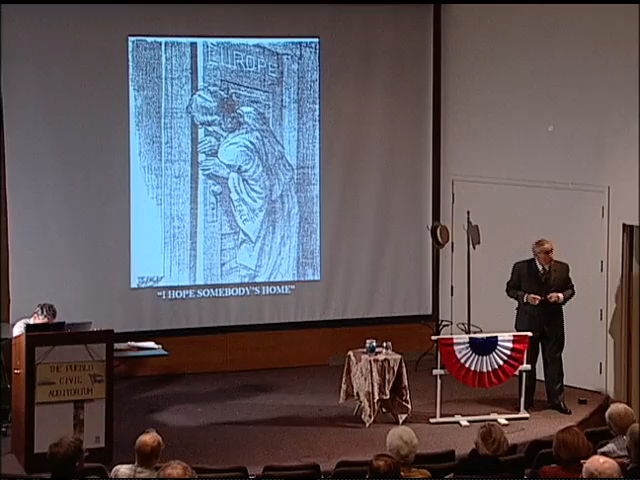 EUROPE
"I HOPE SOMEBODY'S HOME"
THE PUEBLO
CIVIC
AUDITORIUM